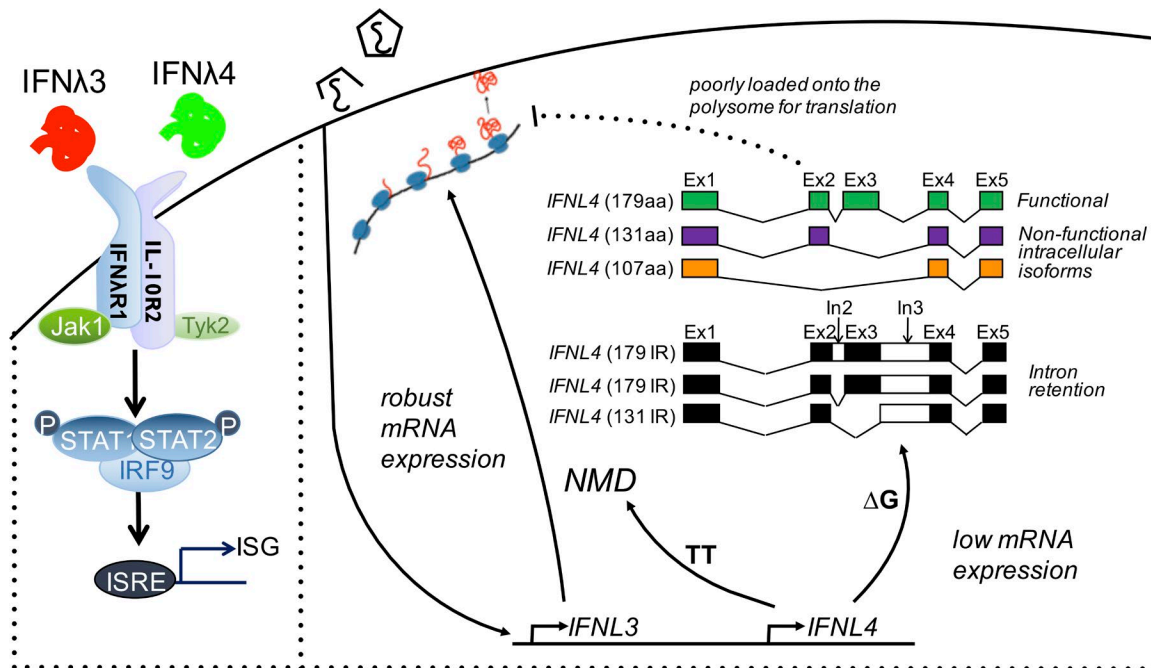 IFNλ3
IFNλ4
IFNλR1
IL-10R2
Jak1
Tyk2
P
P
STAT1
STAT2
IRF9
ISG
ISRE
poorly loaded onto the
polysome for translation
Ex1 Ex2 Ex3 Ex4 Ex5
IFNL4 (179aa)
Functional
IFNL4 (131aa)
IFNL4 (107aa)
Non-functional
intracellular
isoforms
In2 In3
Ex1 Ex2 Ex3 Ex4 Ex5
IFNL4 (179 IR)
IFNL4 (179 IR)
IFNL4 (131 IR)
Intron
retention
robust
mRNA
expression
NMD
TT
ΔG
low mRNA
expression
IFNL3
IFNL4